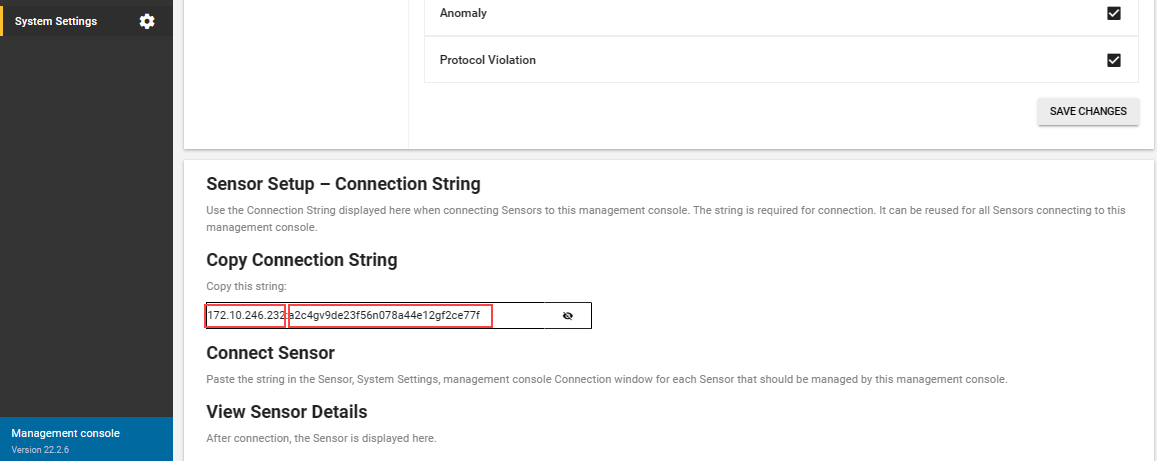 System Settings
Anomaly
Protocol Violation
SAVE CHANGES
Sensor Setup – Connection String
Use the Connection String displayed here when connecting Sensors to this management console. The string is required for connection. It can be reused for all Sensors connecting to this
management console.
Copy Connection String
Copy this string:
172.10.246.232:a2c4gv9de23f56n078a44e12gf2ce77f
Connect Sensor
Paste the string in the Sensor, System Settings, management console Connection window for each Sensor that should be managed by this management console.
View Sensor Details
After connection, the Sensor is displayed here.
Management console
Version 22.2.6